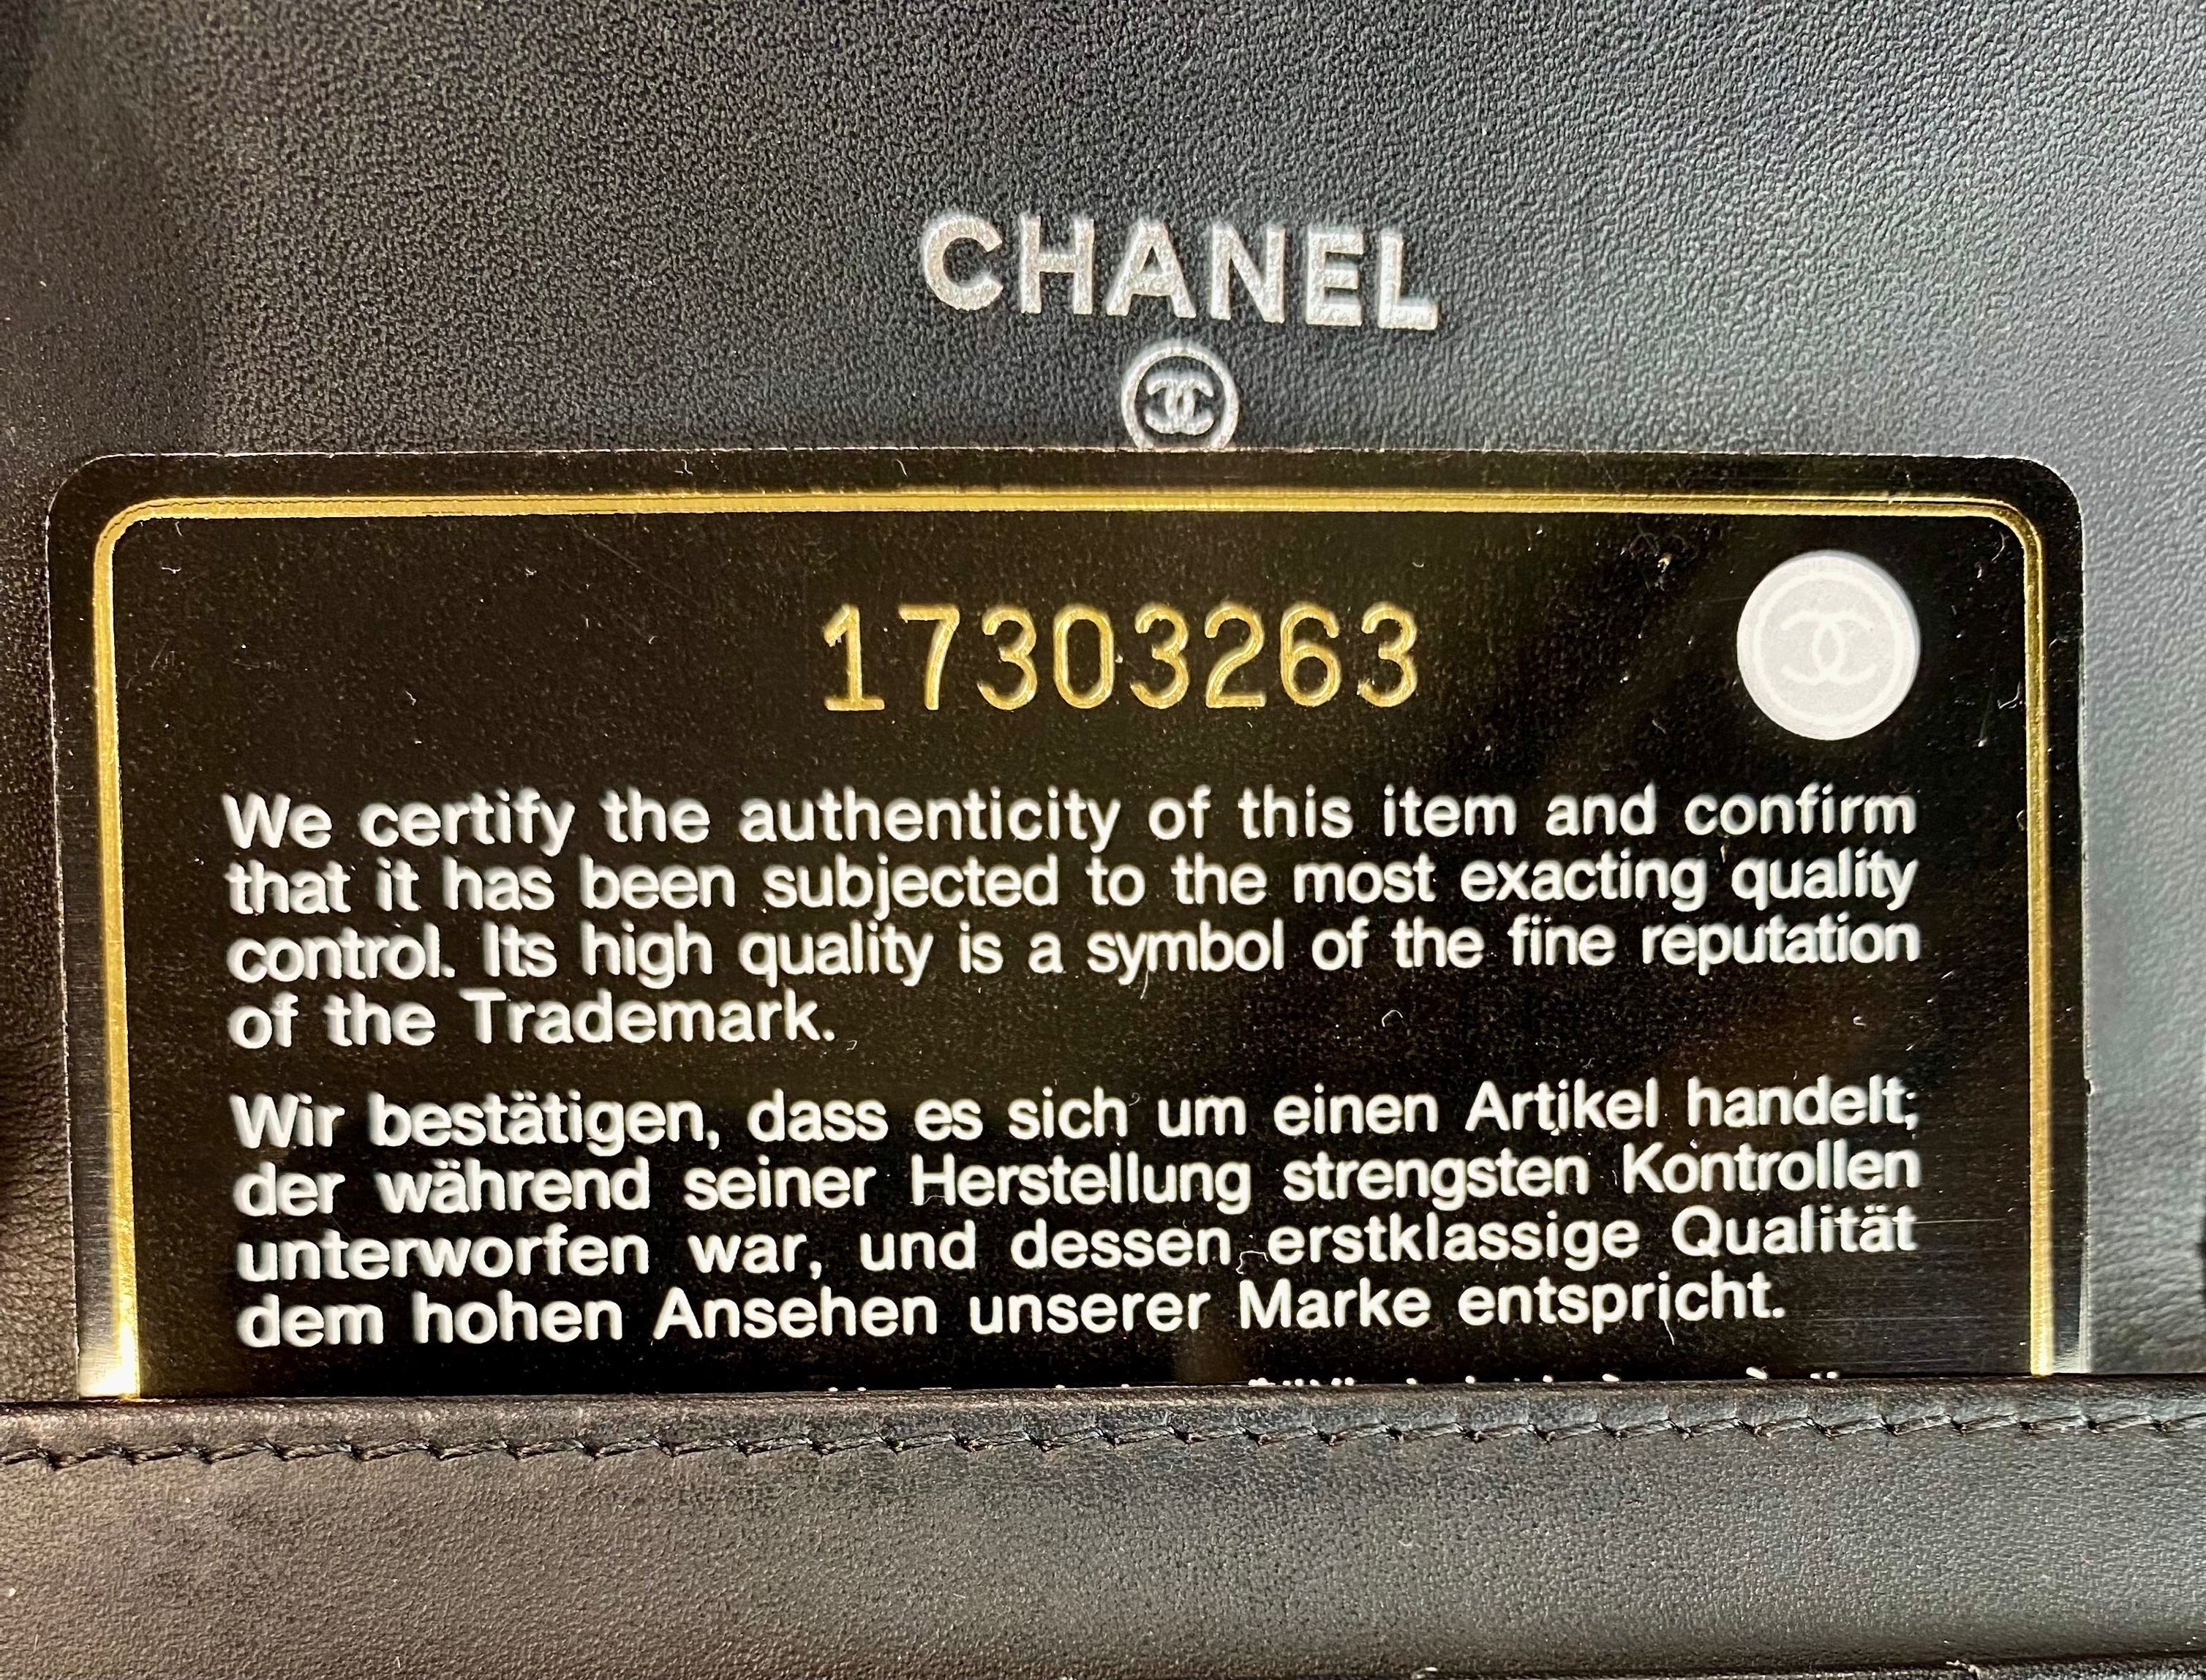 CHANEL
17303263
We certify the authenticity of this item and confirm
that it has been subjected to the most exacting quality
control. Its high quality is a symbol of the fine reputation
of the Trademark.
Wir bestätigen, dass es sich um einen Artikel handelt;
der während seiner Herstellung strengsten Kontrollen
unterworfen war, und dessen erstklassige Qualität
dem hohen Ansehen unserer Marke entspricht.